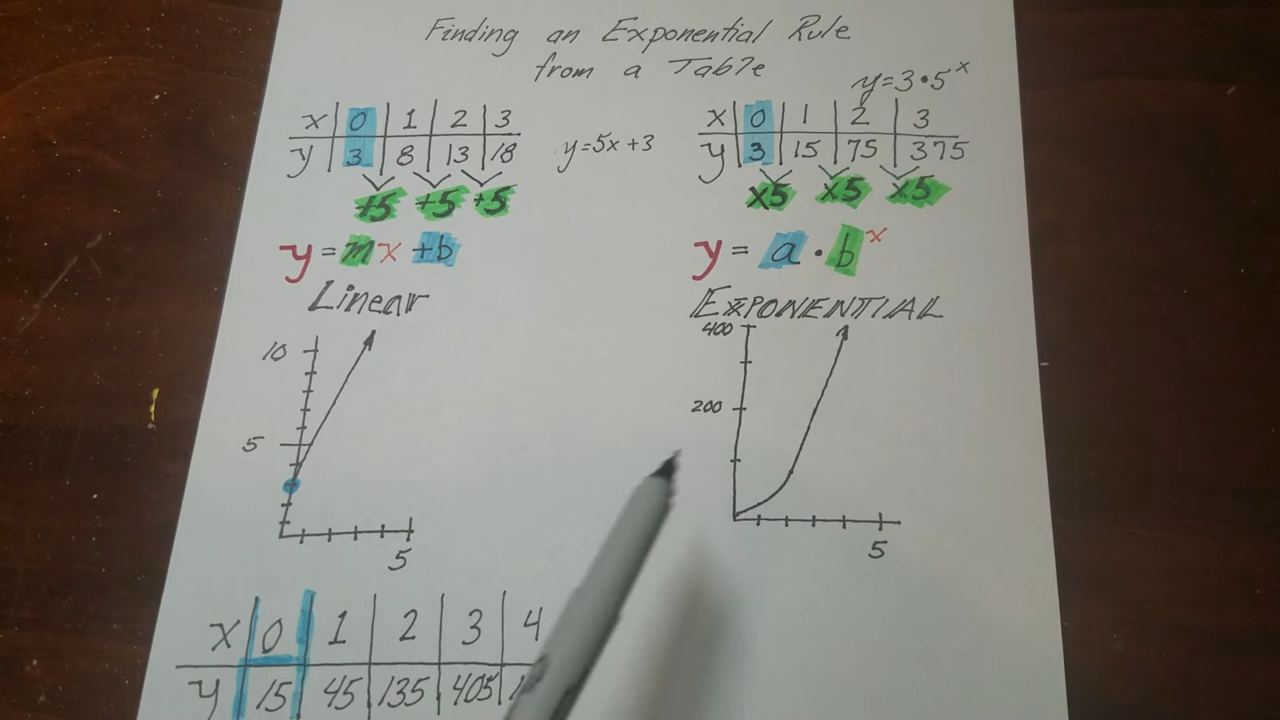 Finding an Exponential Rule
from a Table
x 0 1 2 3
y 3 8 13 18
+5 +5 +5
y=5x+3
y=mx+b
Linear
10
5
5
y=3•5ˣ
x 0 1 2 3
y 3 15 75 375
x5 x5 x5
y=a•bˣ
EXPONENTIAL
400
200
5
x 0 1 2 3 4
y 15 45 135 405